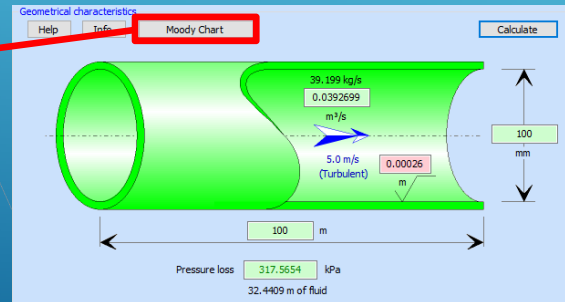 Geometrical characteristics
Help Info Moody Chart Calculate
39.199 kg/s
0.0392699
m³/s
100
mm
5.0 m/s
(Turbulent)
0.00026
m
100 m
Pressure loss 317.5654 kPa
32.4409 m of fluid